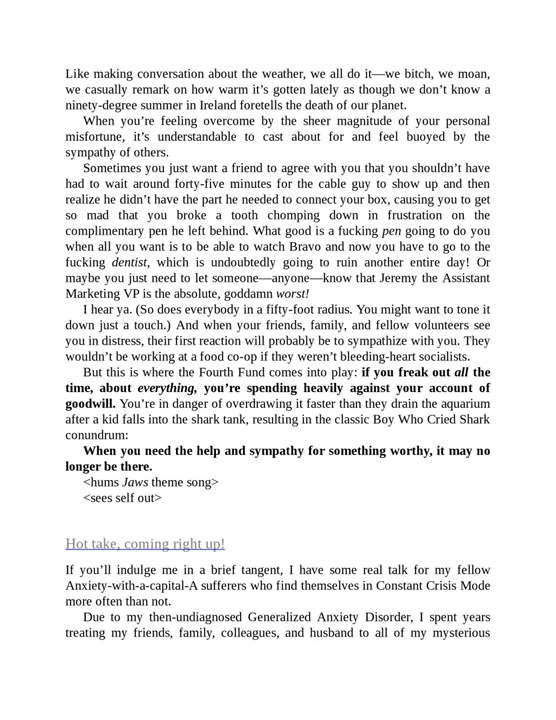 Like making conversation about the weather, we all do it—we bitch, we moan,
we casually remark on how warm it’s gotten lately as though we don’t know a
ninety-degree summer in Ireland foretells the death of our planet.
When you’re feeling overcome by the sheer magnitude of your personal
misfortune, it’s understandable to cast about for and feel buoyed by the
sympathy of others.
Sometimes you just want a friend to agree with you that you shouldn’t have
had to wait around forty-five minutes for the cable guy to show up and then
realize he didn’t have the part he needed to connect your box, causing you to get
so mad that you broke a tooth chomping down in frustration on the
complimentary pen he left behind. What good is a fucking pen going to do you
when all you want is to be able to watch Bravo and now you have to go to the
fucking dentist, which is undoubtedly going to ruin another entire day! Or
maybe you just need to let someone—anyone—know that Jeremy the Assistant
Marketing VP is the absolute, goddamn worst!
I hear ya. (So does everybody in a fifty-foot radius. You might want to tone it
down just a touch.) And when your friends, family, and fellow volunteers see
you in distress, their first reaction will probably be to sympathize with you. They
wouldn’t be working at a food co-op if they weren’t bleeding-heart socialists.
But this is where the Fourth Fund comes into play: if you freak out all the
time, about everything, you’re spending heavily against your account of
goodwill. You’re in danger of overdrawing it faster than they drain the aquarium
after a kid falls into the shark tank, resulting in the classic Boy Who Cried Shark
conundrum:
When you need the help and sympathy for something worthy, it may no
longer be there.
<hums Jaws theme song>
<sees self out>
Hot take, coming right up!
If you’ll indulge me in a brief tangent, I have some real talk for my fellow
Anxiety-with-a-capital-A sufferers who find themselves in Constant Crisis Mode
more often than not.
Due to my then-undiagnosed Generalized Anxiety Disorder, I spent years
treating my friends, family, colleagues, and husband to all of my mysterious